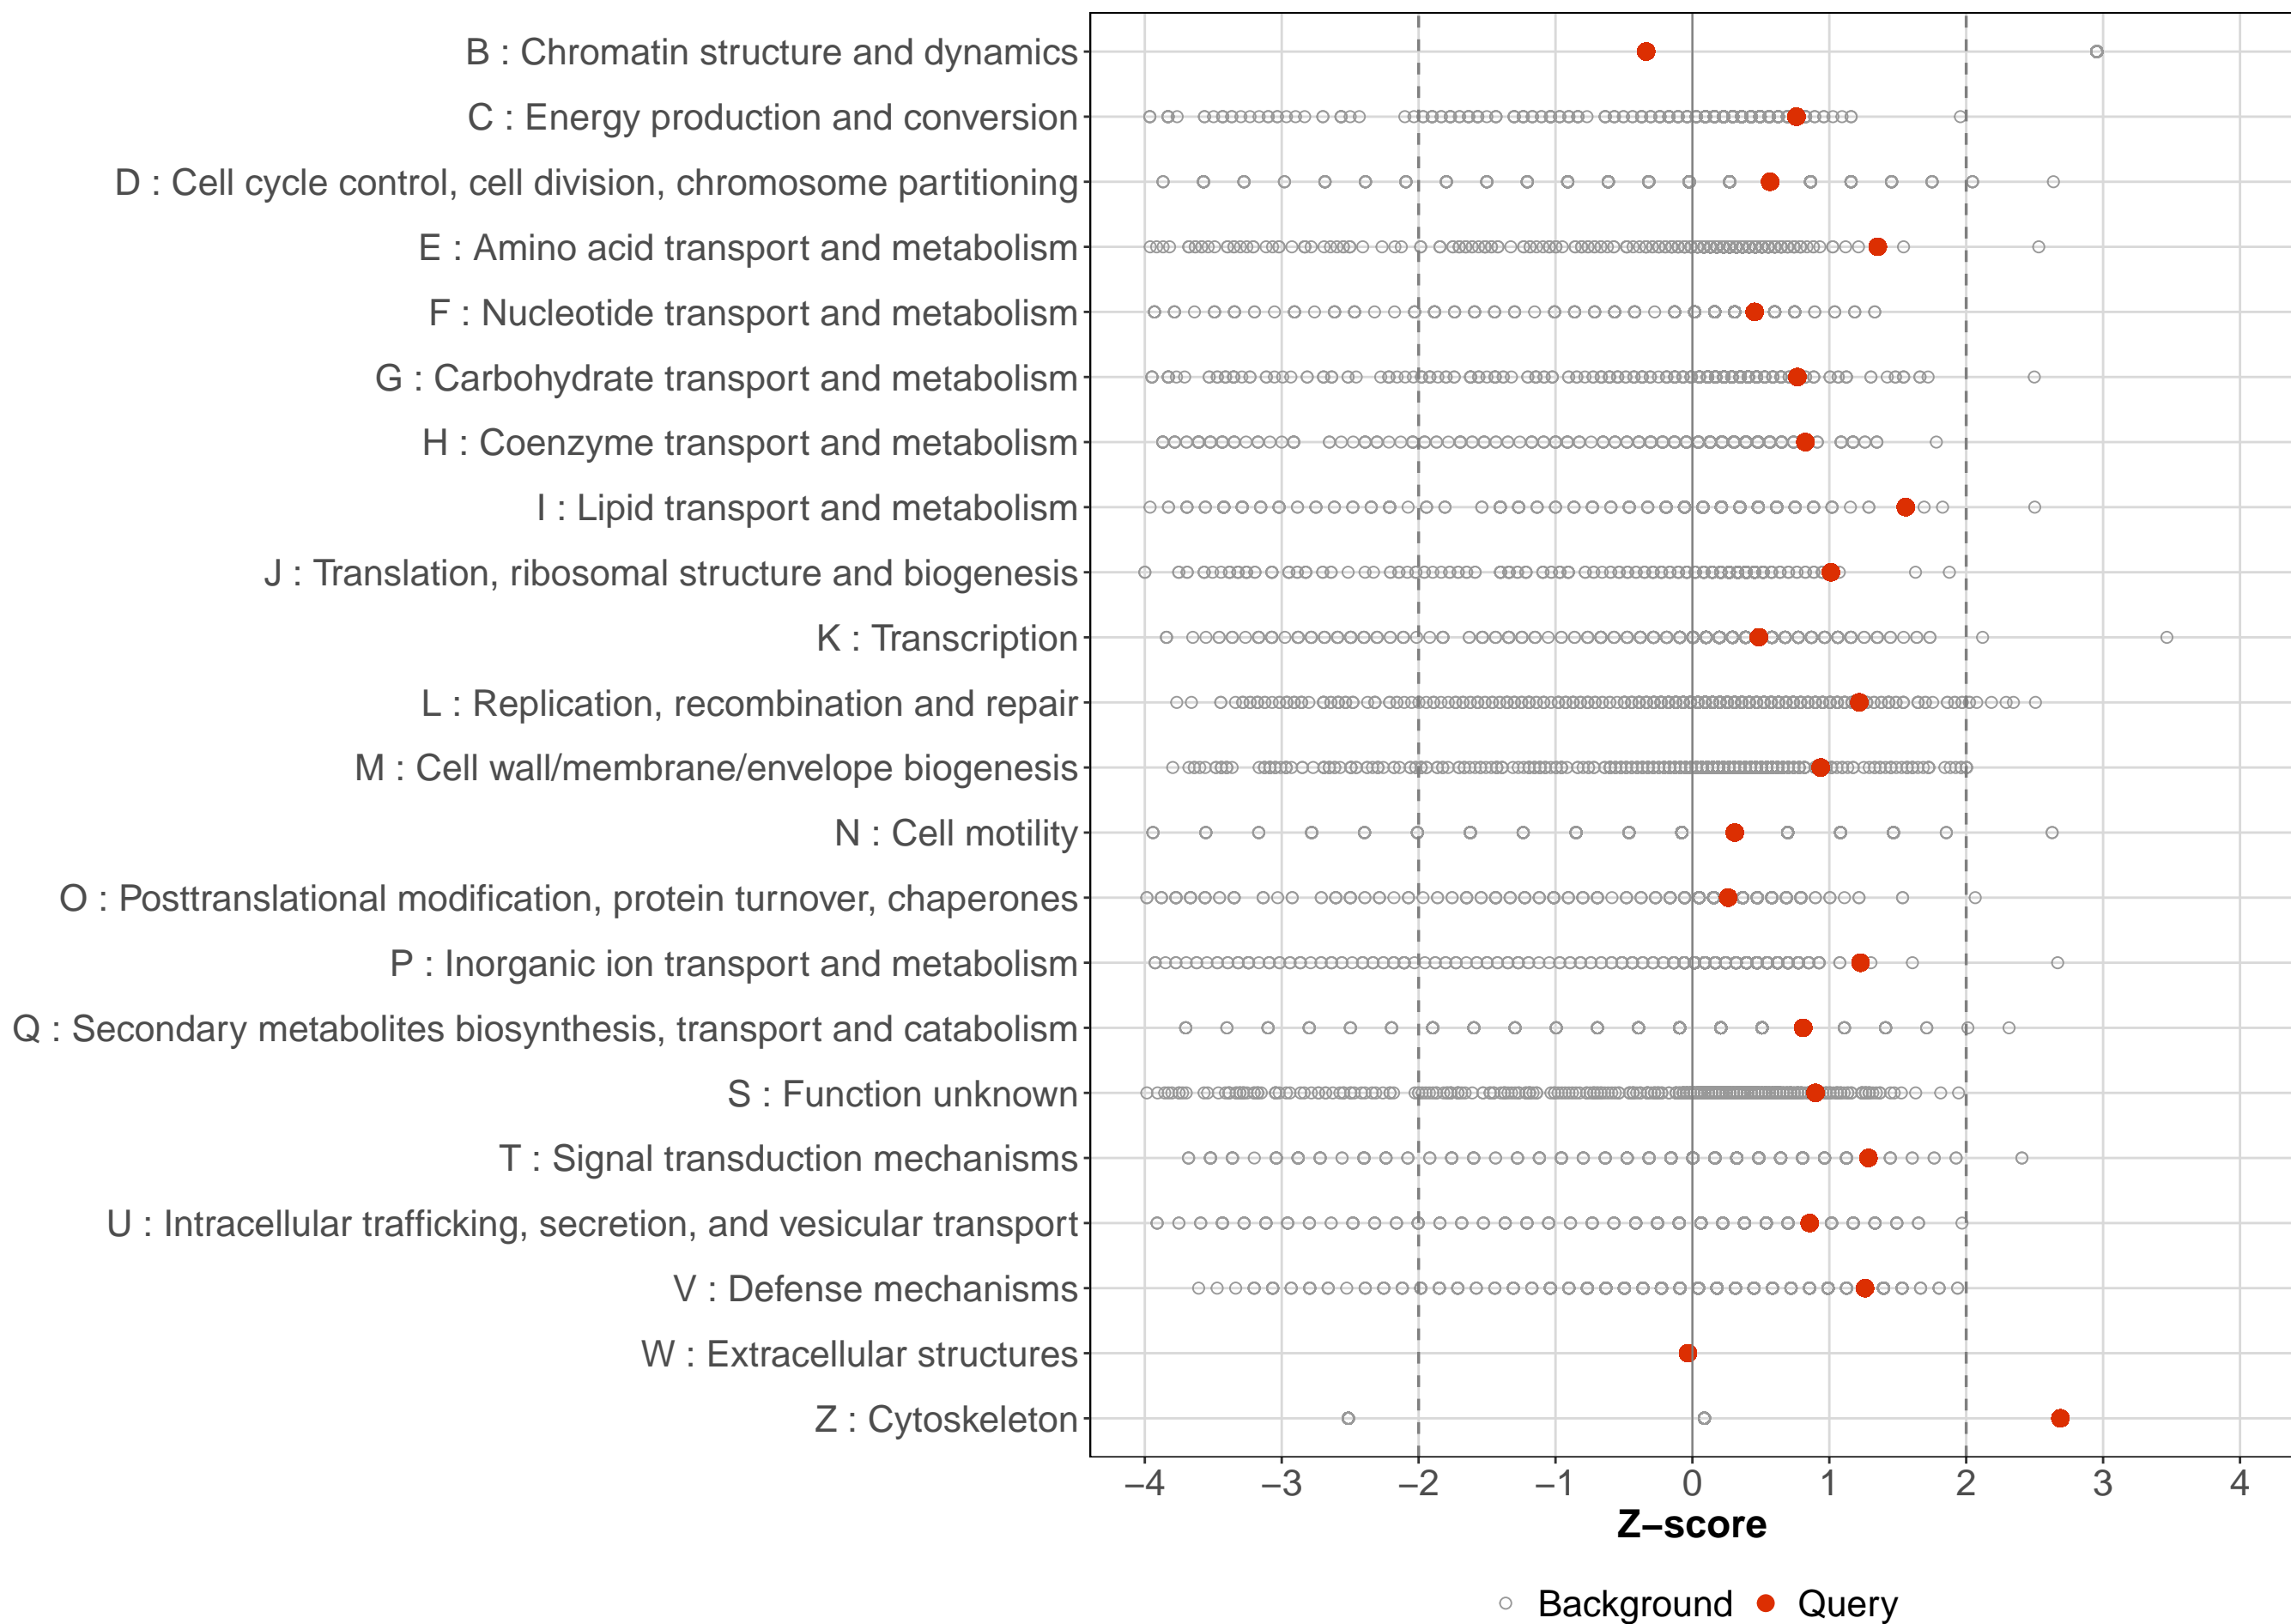 B : Chromatin structure and dynamics
C : Energy production and conversion
D : Cell cycle control, cell division, chromosome partitioning
E : Amino acid transport and metabolism
F : Nucleotide transport and metabolism
G : Carbohydrate transport and metabolism
H : Coenzyme transport and metabolism
I : Lipid transport and metabolism
J : Translation, ribosomal structure and biogenesis
K : Transcription
L : Replication, recombination and repair
M : Cell wall/membrane/envelope biogenesis
N : Cell motility
O : Posttranslational modification, protein turnover, chaperones
P : Inorganic ion transport and metabolism
Q : Secondary metabolites biosynthesis, transport and catabolism
S : Function unknown
T : Signal transduction mechanisms
U : Intracellular trafficking, secretion, and vesicular transport
V : Defense mechanisms
W : Extracellular structures
Z : Cytoskeleton
−4 −3 −2 −1 0 1 2 3 4
Z−score
Background Query